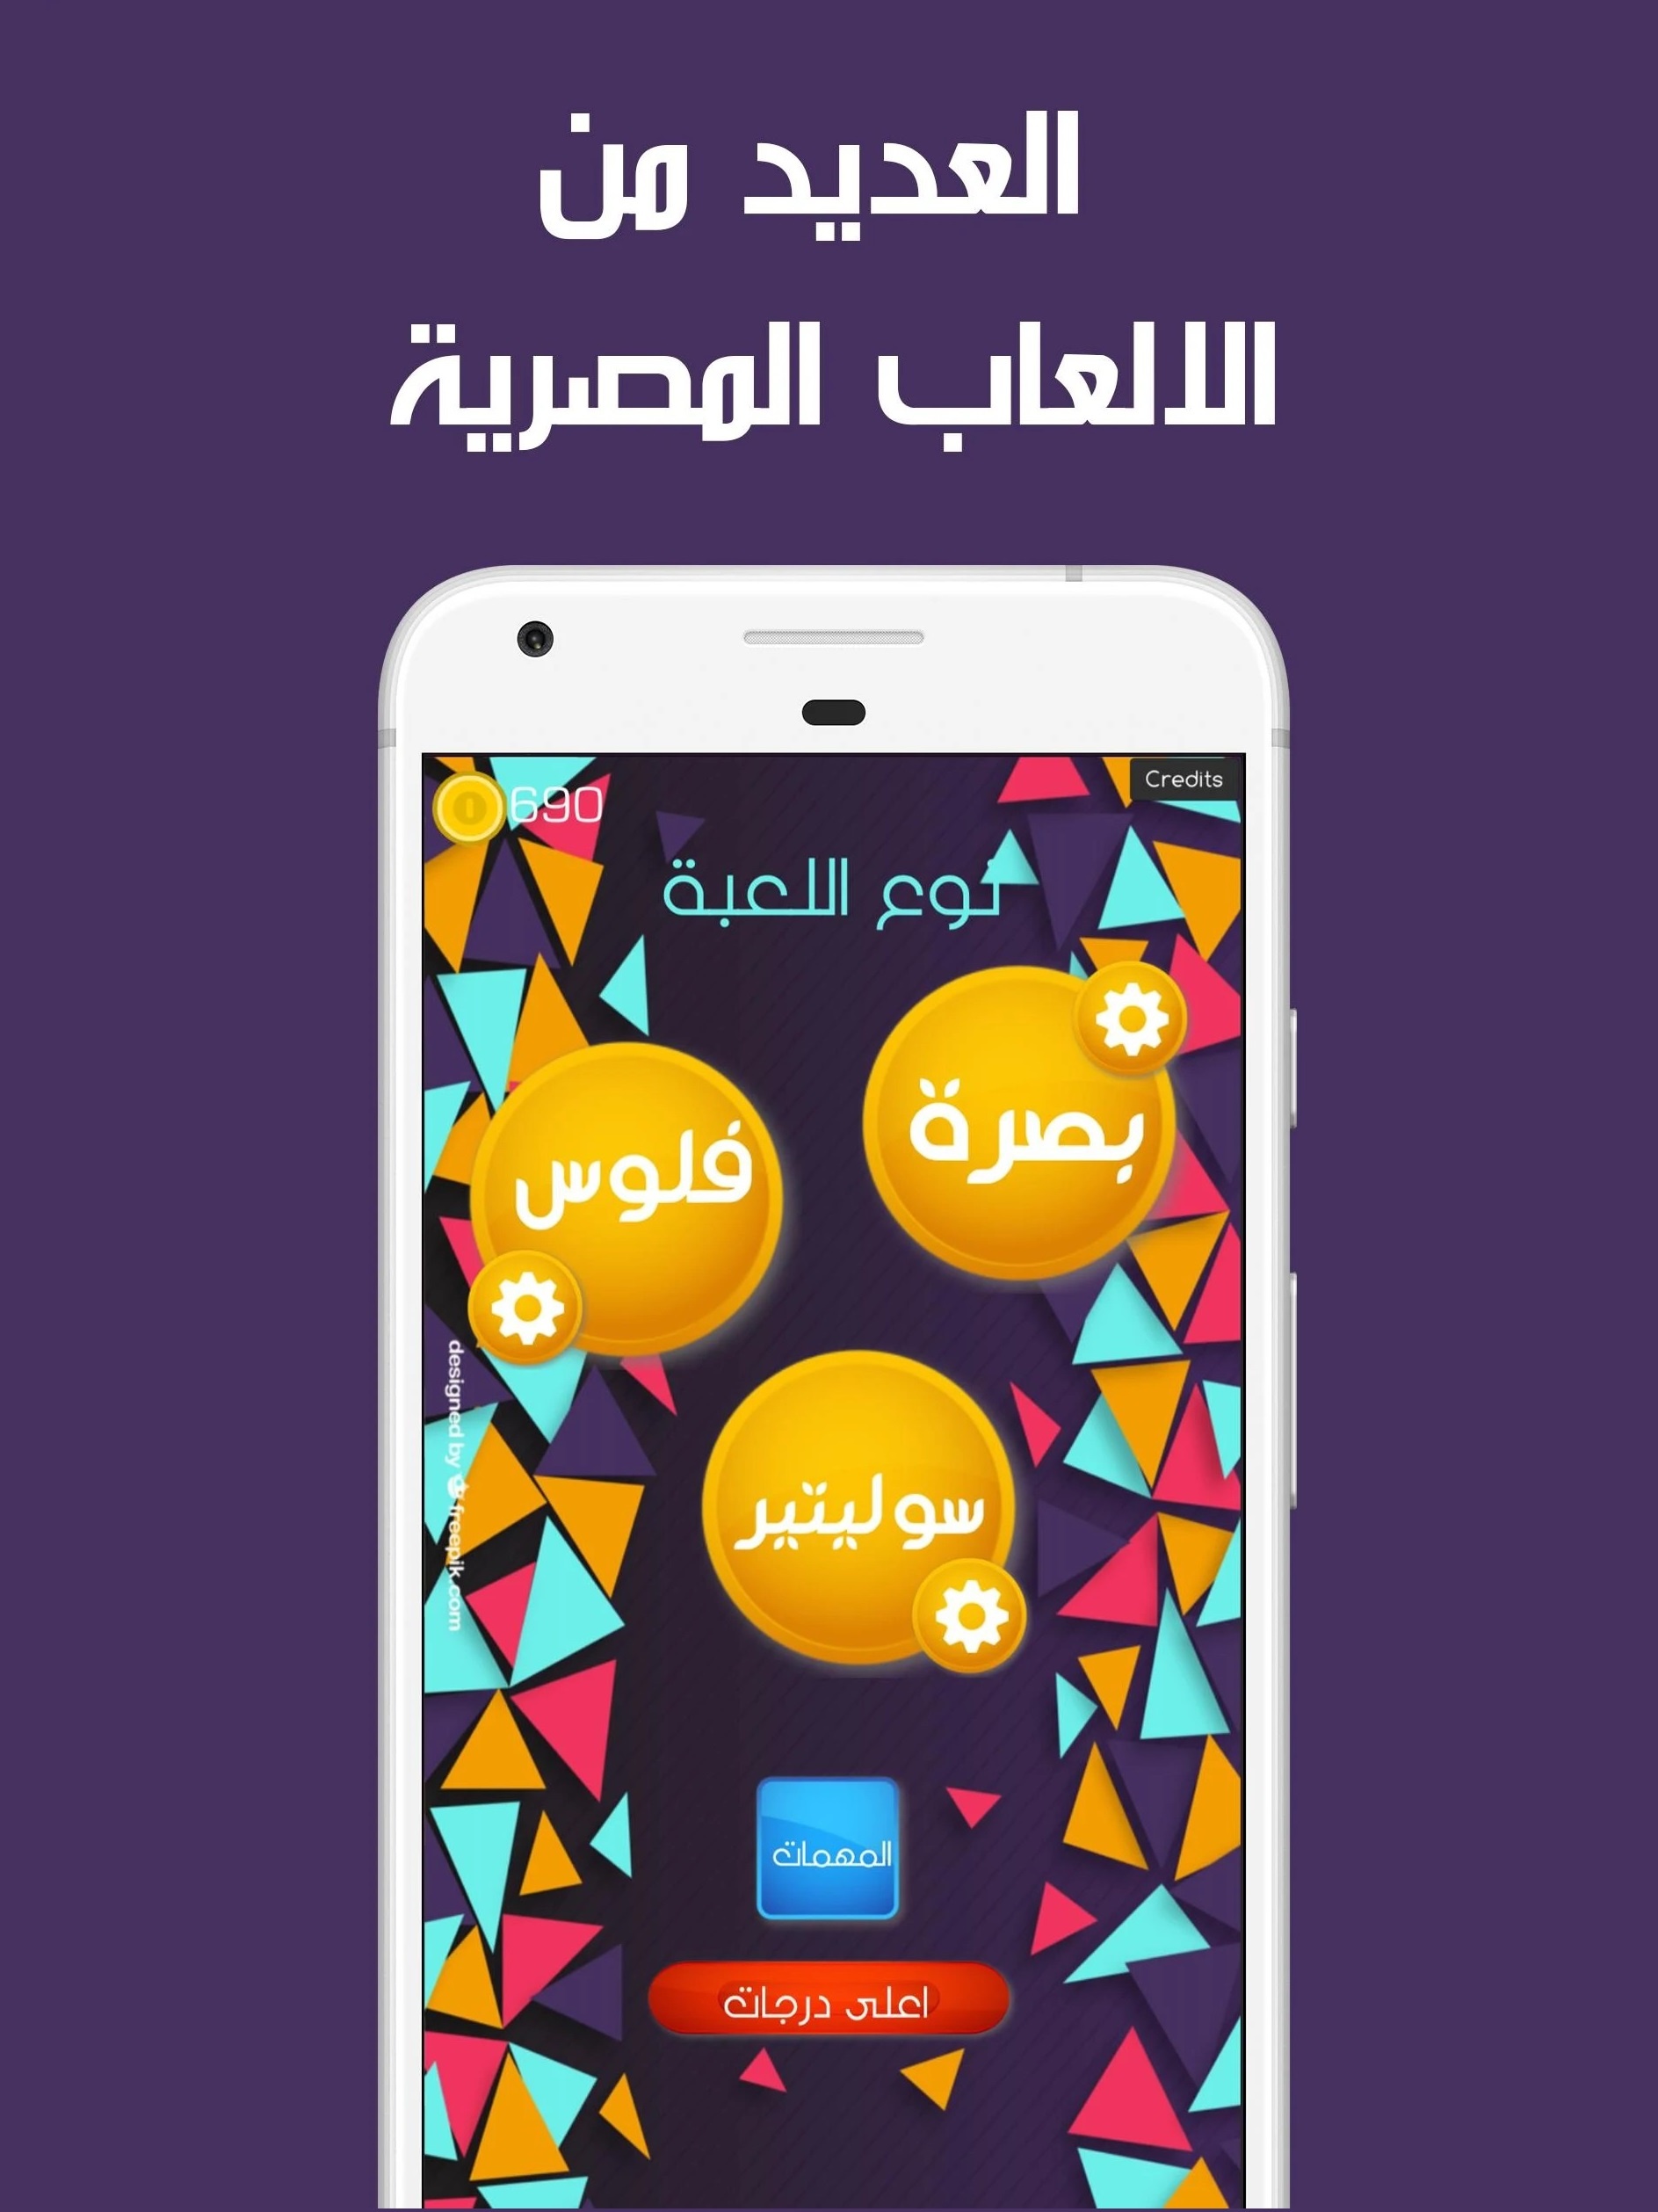 العديد من
الالعاب المصرية
690
Credits
نوع اللعبة
بصرة
فلوس
سوليتير
designed by freepik.com
المهمات
اعلى درجات